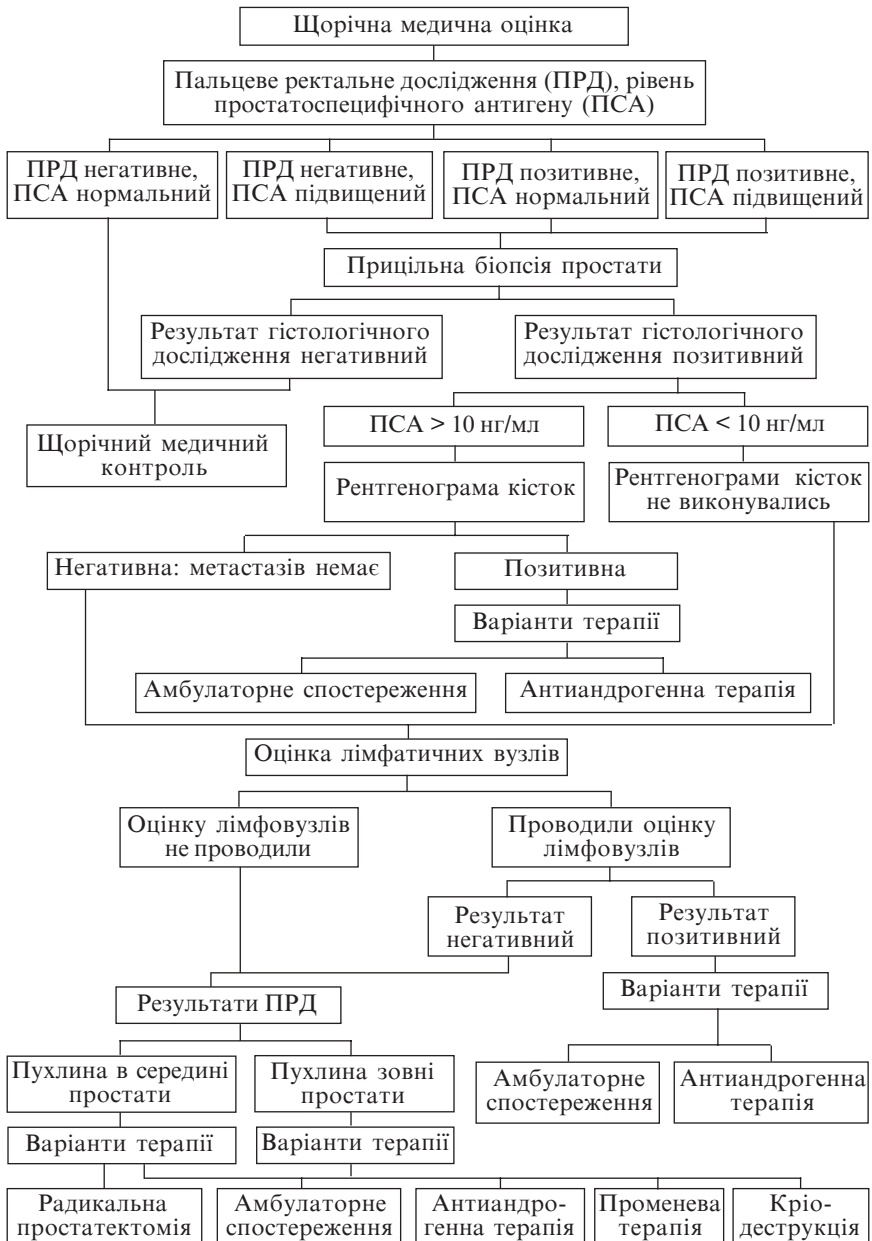 Щорічна медична оцінка
Пальцеве ректальне дослідження (ПРД), рівень
простатоспецифічного антигену (ПСА)
ПРД негативне,
ПСА нормальний
ПРД негативне,
ПСА підвищений
ПРД позитивне,
ПСА нормальний
ПРД позитивне,
ПСА підвищений
Прицільна біопсія простати
Результат гістологічного
дослідження негативний
Результат гістологічного
дослідження позитивний
Щорічний медичний
контроль
ПСА > 10 нг/мл
ПСА < 10 нг/мл
Рентгенограма кісток
Рентгенограми кісток
не виконувались
Негативна: метастазів немає
Позитивна
Варіанти терапії
Амбулаторне спостереження
Антиандрогенна терапія
Оцінка лімфатичних вузлів
Оцінку лімфовузлів
не проводили
Проводили оцінку
лімфовузлів
Результат
негативний
Результат
позитивний
Результати ПРД
Варіанти терапії
Пухлина в середині
простати
Пухлина зовні
простати
Амбулаторне
спостереження
Антиандрогенна
терапія
Варіанти терапії
Варіанти терапії
Радикальна
простатектомія
Амбулаторне
спостереження
Антиандро-
генна терапія
Променева
терапія
Кріо-
деструкція